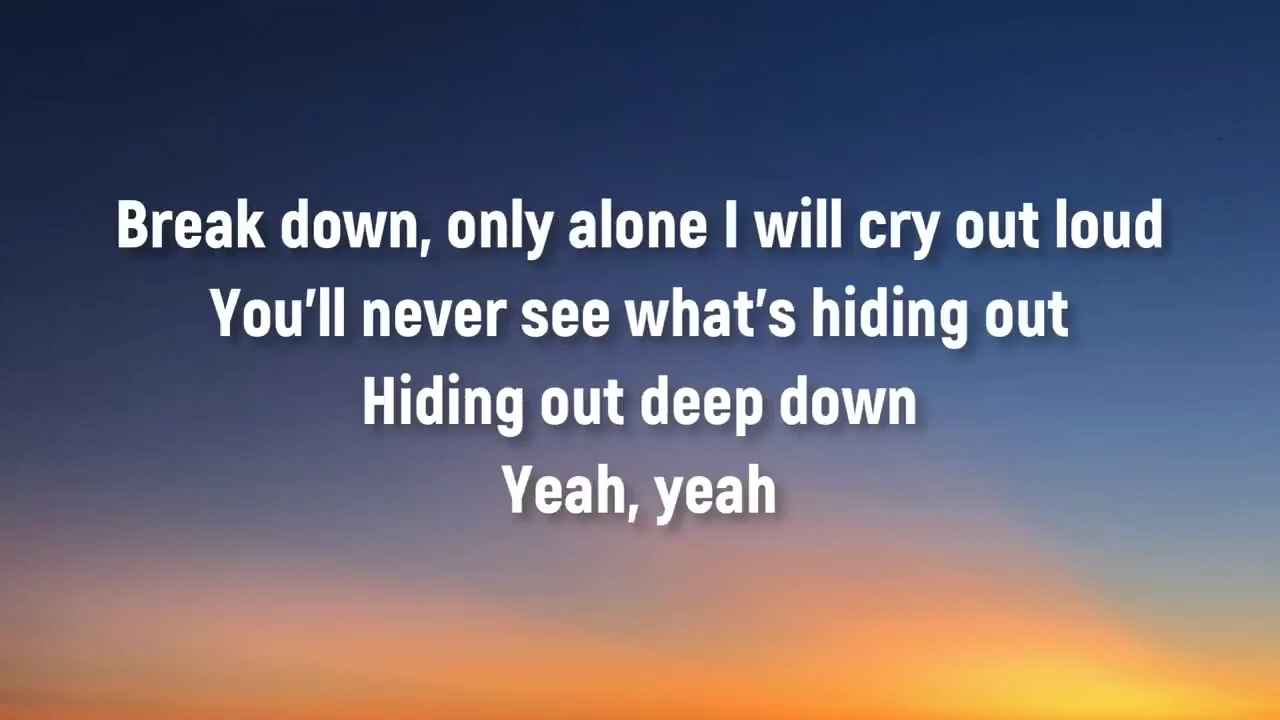 Break down, only alone I will cry out loud
You’ll never see what’s hiding out
Hiding out deep down
Yeah, yeah